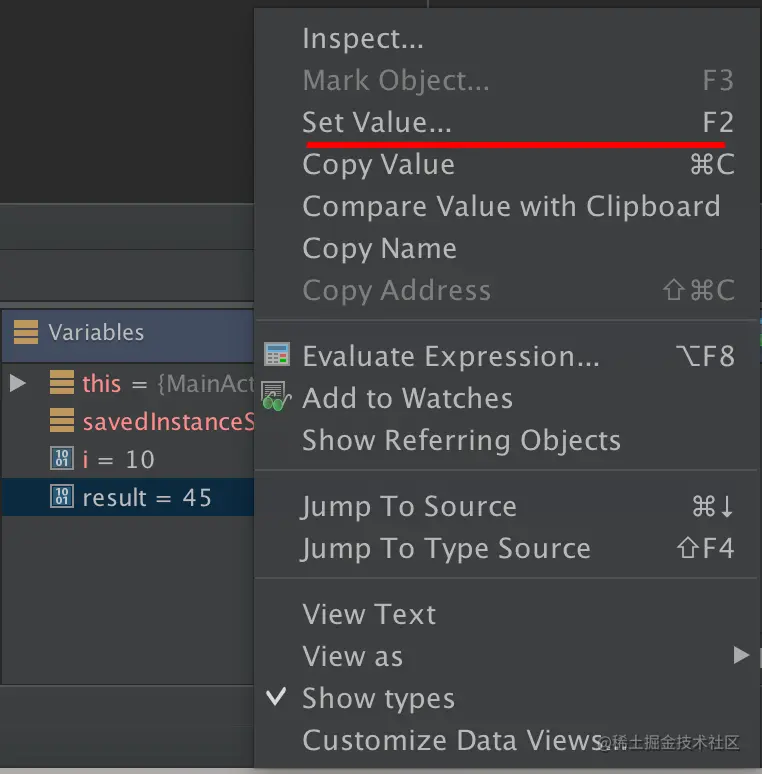 Inspect...
Mark Object... F3
Set Value... F2
Copy Value ⌘C
Compare Value with Clipboard
Copy Name
Copy Address ⇧⌘C
Variables
Evaluate Expression... ⌥F8
this = {MainAct
Add to Watches
savedInstanceS
Show Referring Objects
i = 10
result = 45
Jump To Source ⌘↓
Jump To Type Source ⇧F4
View Text
View as
Show types
Customize Data Views...
@稀土掘金技术社区